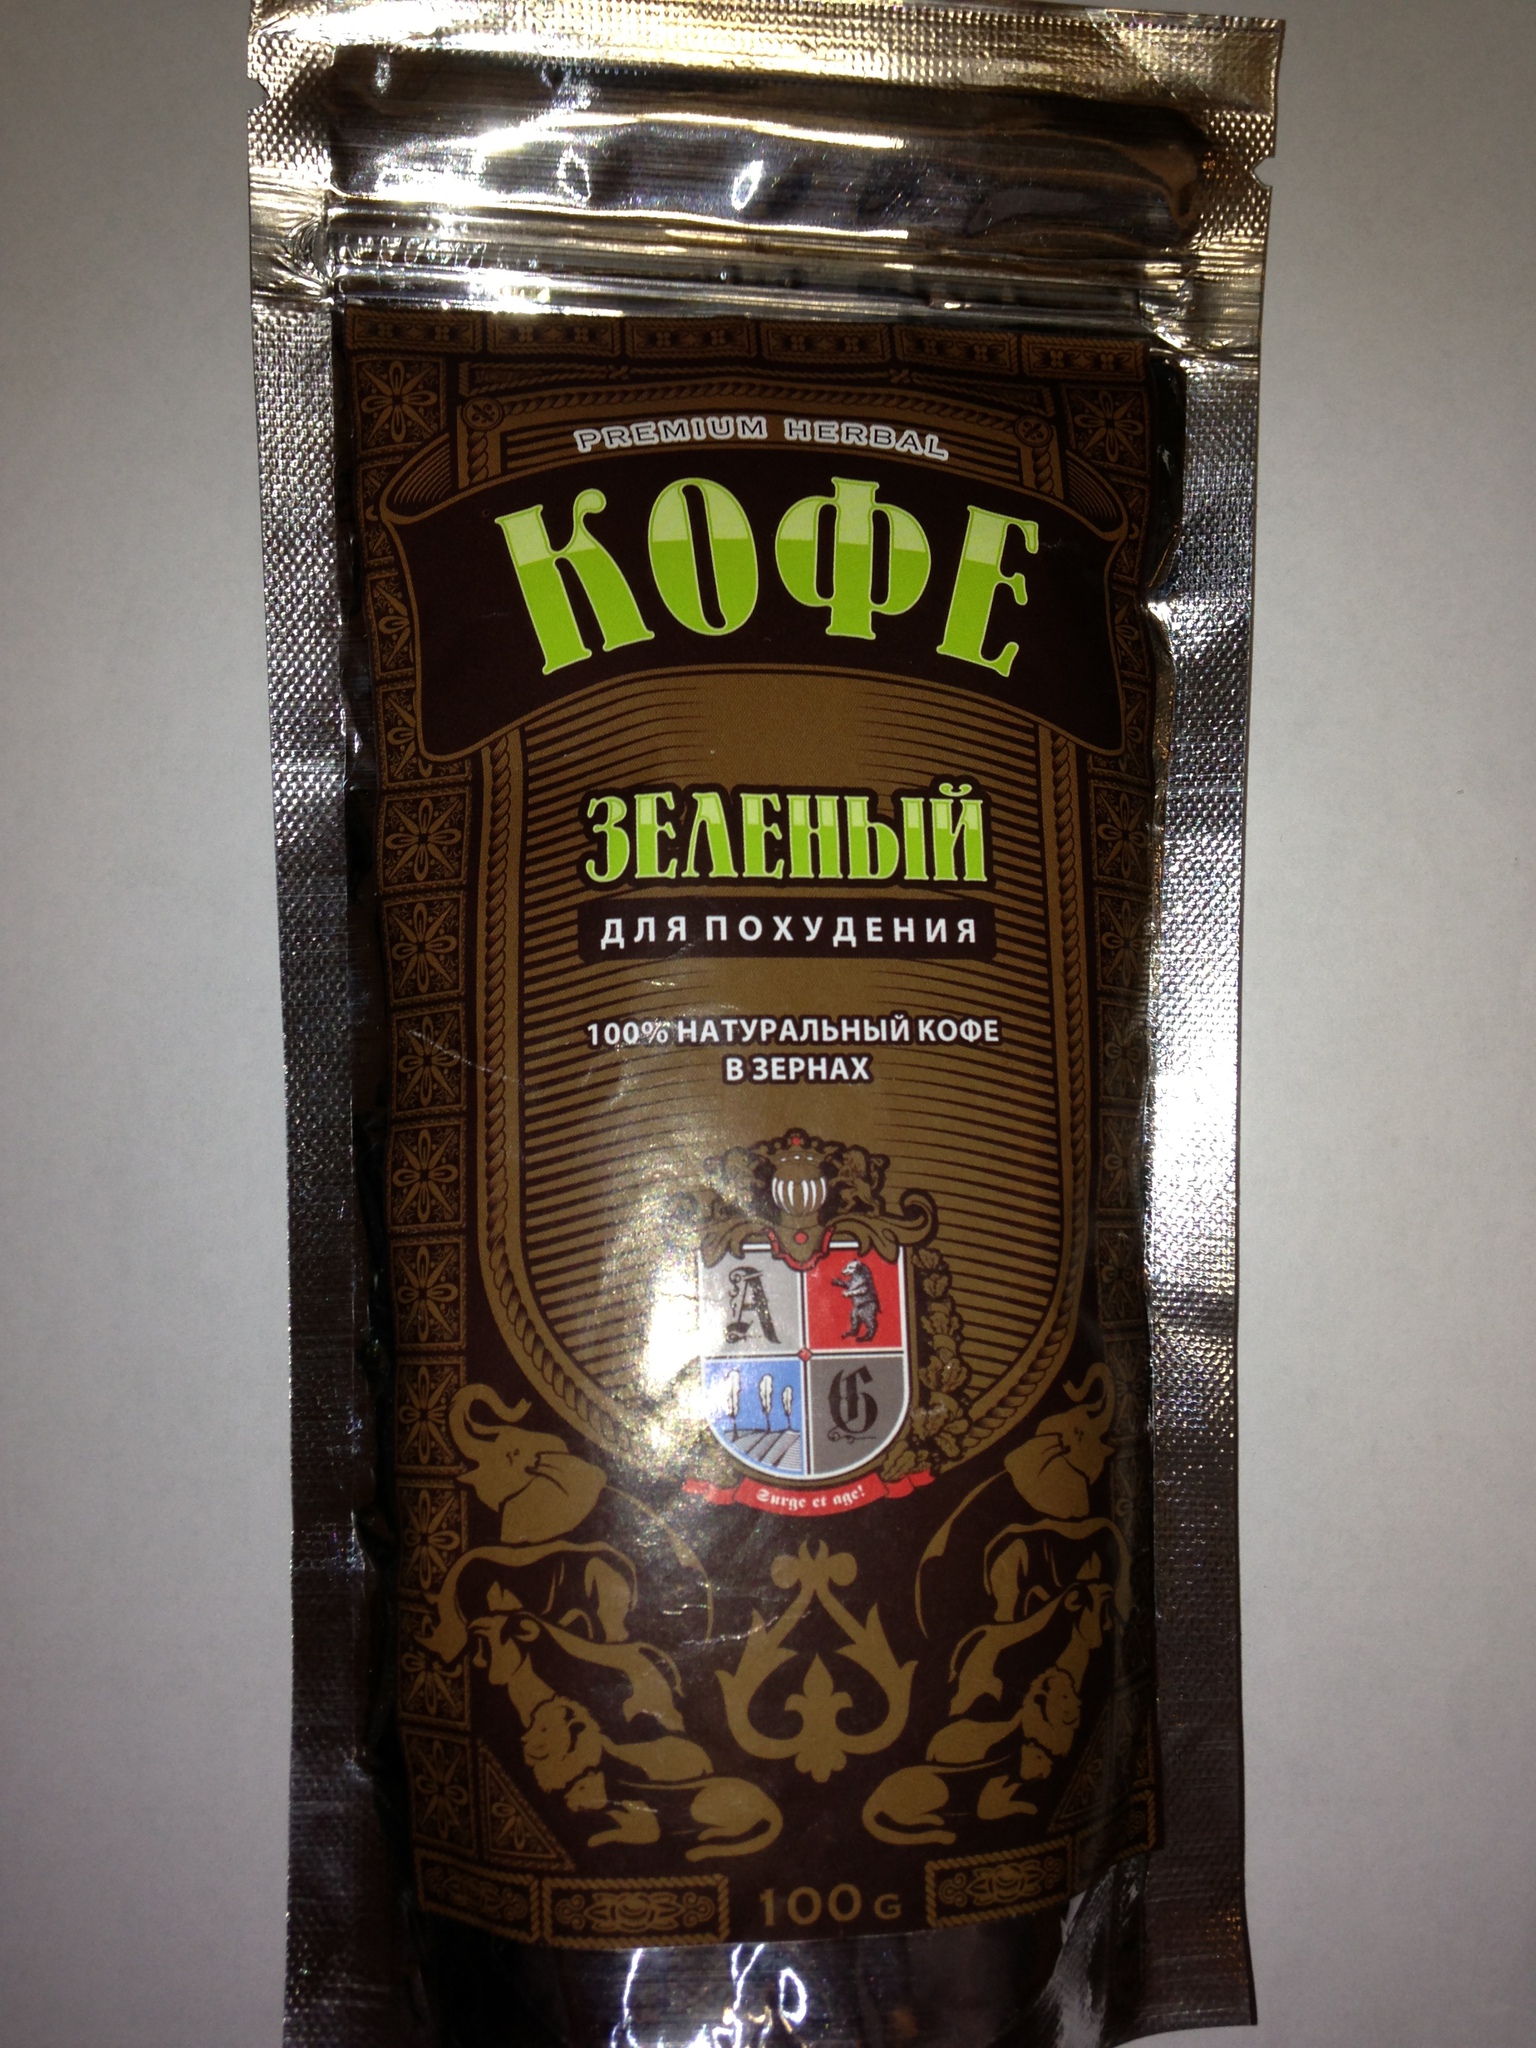 PREMIUM HERBAL
КОФЕ
ЗЕЛЕНЫЙ
ДЛЯ ПОХУДЕНИЯ
100% НАТУРАЛЬНЫЙ КОФЕ
В ЗЕРНАХ
A
G
Surge et age!
100G